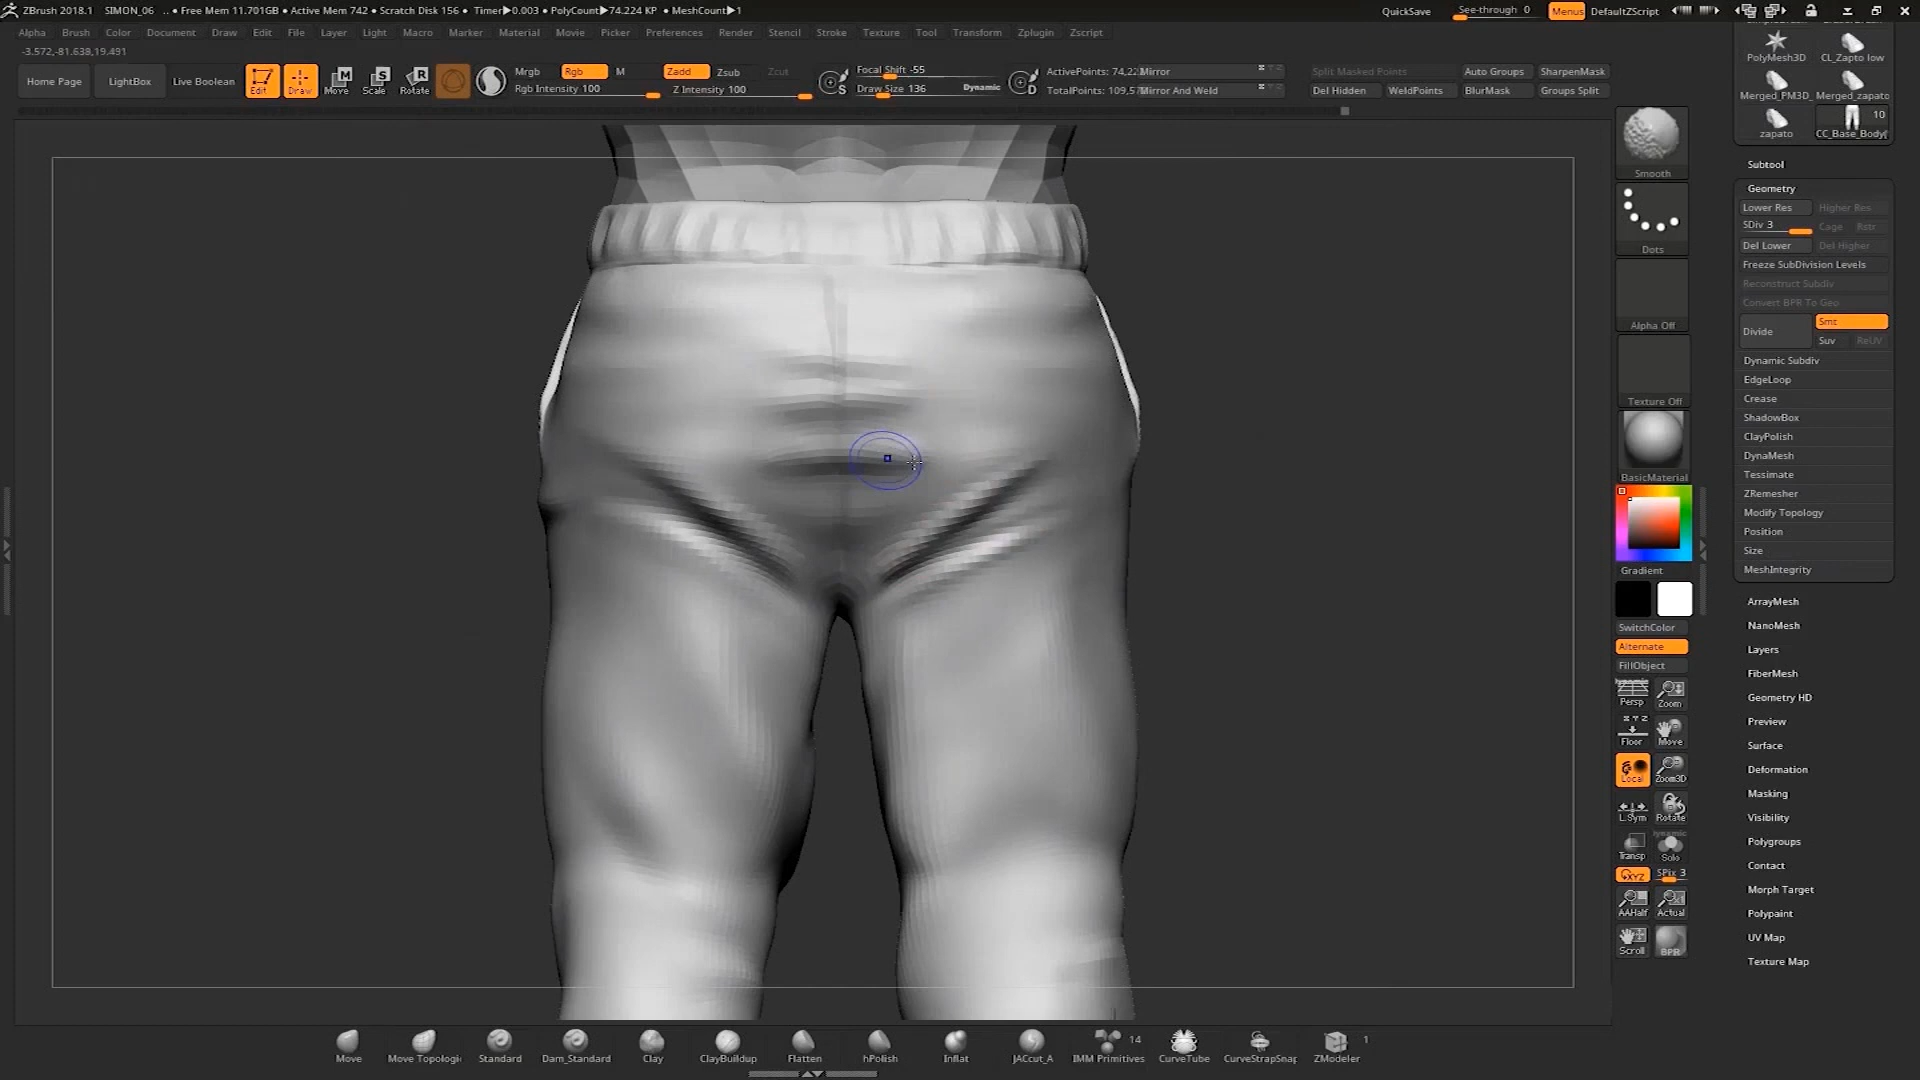 ZBrush 2018.1 SIMON_06 .. • Free Mem 11.701GB • Active Mem 742 • Scratch Disk 156 • Timer▶0.003 • PolyCount▶74.224 KP • MeshCount▶1 QuickSave See-through 0 Menus DefaultZScript
Alpha Brush Color Document Draw Edit File Layer Light Macro Marker Material Movie Picker Preferences Render Stencil Stroke Texture Tool Transform Zplugin Zscript
-3.572,-81.638,19.491
Home Page LightBox Live Boolean Edit Draw Move Scale Rotate
Mrgb Rgb M Zadd Zsub Zcut
Rgb Intensity 100 Z Intensity 100
Focal Shift -55
Draw Size 136 Dynamic
ActivePoints: 74,22
TotalPoints: 109,57
Mirror
Mirror And Weld
Split Masked Points Auto Groups SharpenMask
Del Hidden WeldPoints BlurMask Groups Split
PolyMesh3D CL_Zapto low
Merged_PM3D_ Merged_zapato
zapato 10 CC_Base_Body
Smooth
Dots
Alpha Off
Texture Off
BasicMaterial
Gradient
SwitchColor
Alternate
FillObject
Dynamic
Persp Zoom
X Y Z
Floor Move
Local Zoom3D
L.Sym Rotate
Dynamic
Transp Solo
XYZ SPix 3
AAHalf Actual
Scroll BPR
Subtool
Geometry
Lower Res Higher Res
SDiv 3 Cage Rstr
Del Lower Del Higher
Freeze SubDivision Levels
Reconstruct Subdiv
Convert BPR To Geo
Divide Smt
Suv ReUV
Dynamic Subdiv
EdgeLoop
Crease
ShadowBox
ClayPolish
DynaMesh
Tessimate
ZRemesher
Modify Topology
Position
Size
MeshIntegrity
ArrayMesh
NanoMesh
Layers
FiberMesh
Geometry HD
Preview
Surface
Deformation
Masking
Visibility
Polygroups
Contact
Morph Target
Polypaint
UV Map
Texture Map
Move Move Topologic Standard Dam_Standard Clay ClayBuildup Flatten hPolish Inflat JACcut_A IMM Primitives 14 CurveTube CurveStrapSnap ZModeler 1